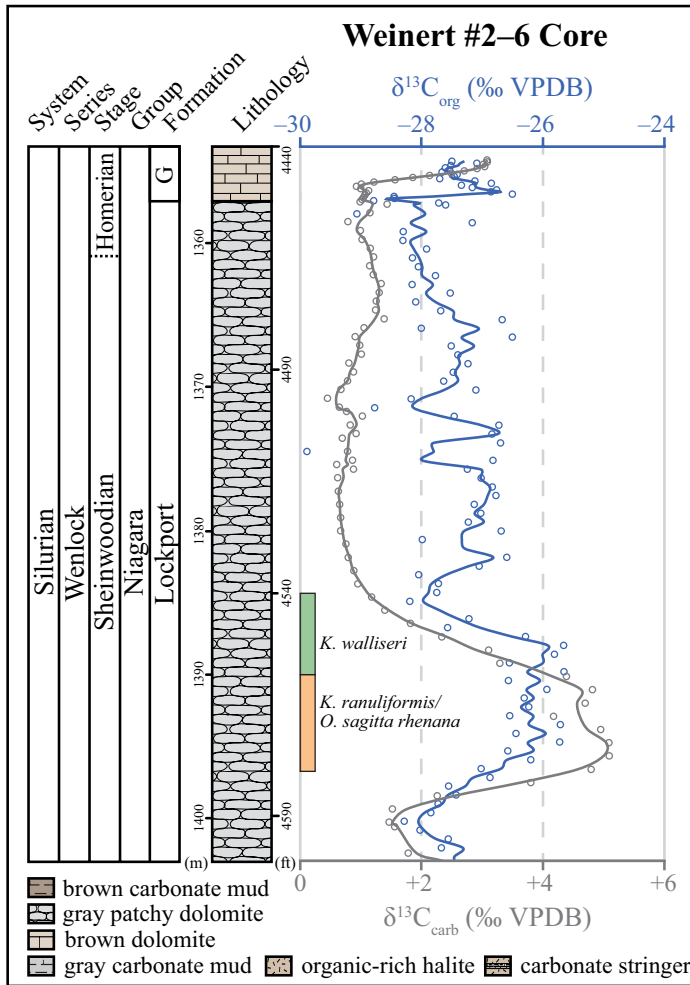 Weinert #2–6 Core
System
Series
Stage
Group
Formation
Lithology
δ¹³C_org (‰ VPDB)
−30
−28
−26
−24
Silurian
Wenlock
Homerian
Sheinwoodian
Niagara
G
Lockport
1360
1370
1380
1390
1400
(m)
4440
4490
4540
4590
(ft)
K. walliseri
K. ranuliformis/
O. sagitta rhenana
0
+2
+4
+6
δ¹³C_carb (‰ VPDB)
brown carbonate mud
gray patchy dolomite
brown dolomite
gray carbonate mud
organic-rich halite
carbonate stringer